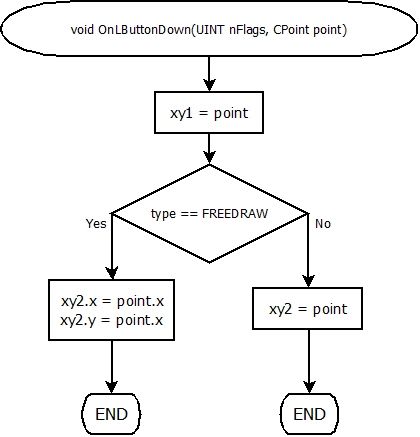 void OnLButtonDown(UINT nFlags, CPoint point)
xy1 = point
type == FREEDRAW
Yes
No
xy2.x = point.x
xy2.y = point.x
xy2 = point
END
END